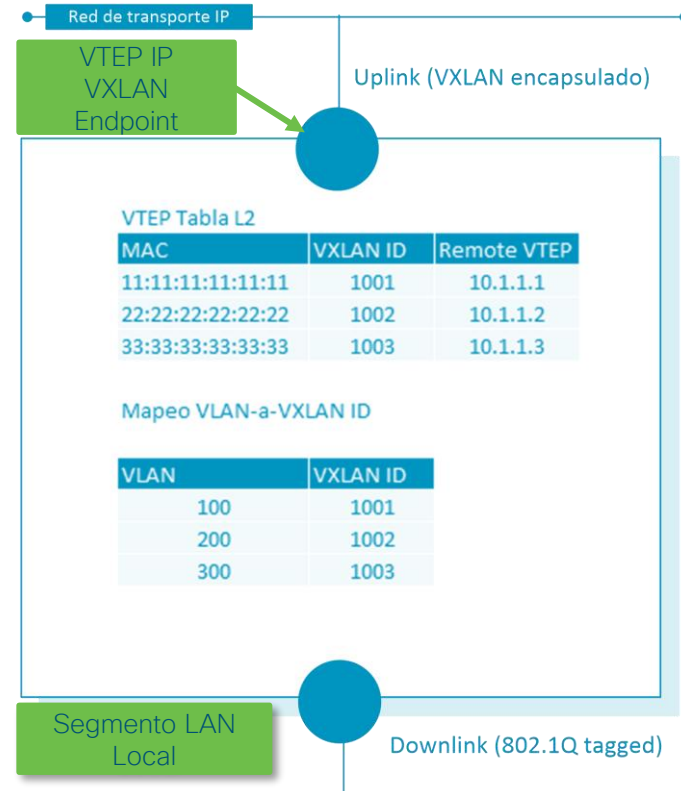 Red de transporte IP
VTEP IP
VXLAN
Endpoint
Uplink (VXLAN encapsulado)
VTEP Tabla L2
MAC VXLAN ID Remote VTEP
11:11:11:11:11:11 1001 10.1.1.1
22:22:22:22:22:22 1002 10.1.1.2
33:33:33:33:33:33 1003 10.1.1.3
Mapeo VLAN-a-VXLAN ID
VLAN VXLAN ID
100 1001
200 1002
300 1003
Segmento LAN
Local
Downlink (802.1Q tagged)